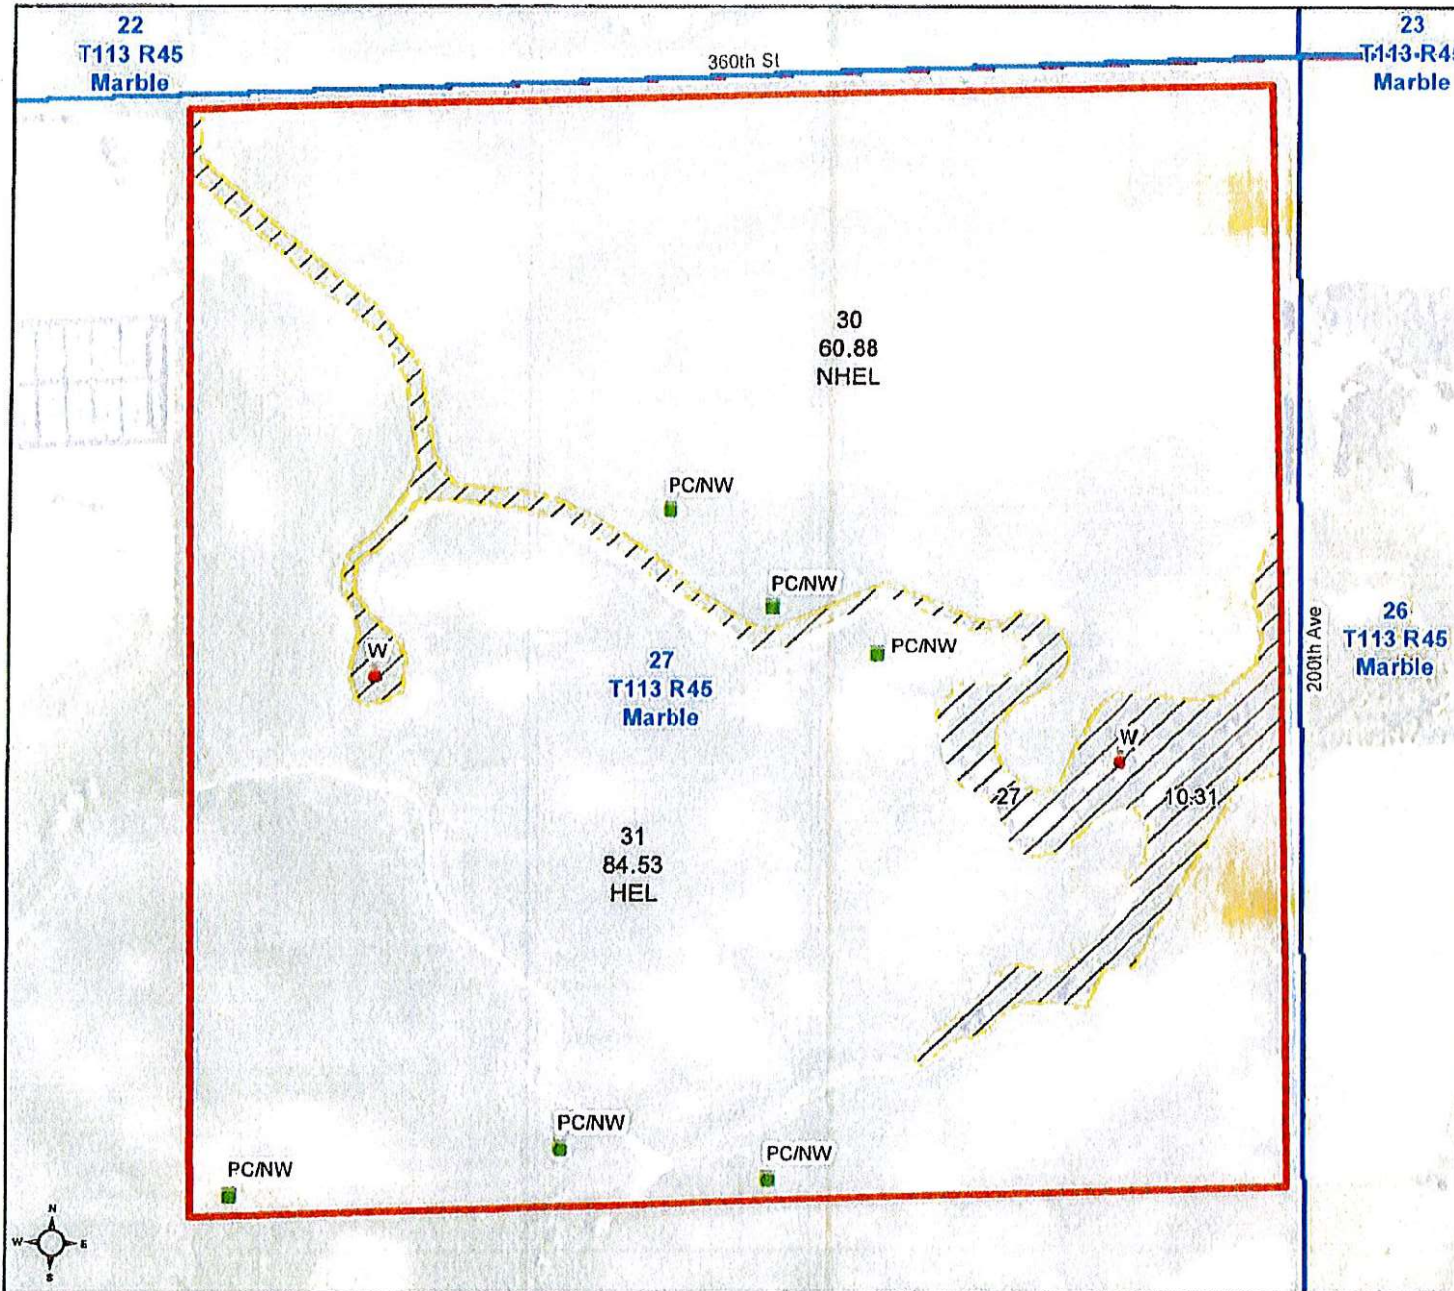 22
T113 R45
Marble
360th St
23
T113 R45
Marble
30
60.88
NHEL
PC/NW
PC/NW
PC/NW
W
27
T113 R45
Marble
200th Ave
26
T113 R45
Marble
W
27
10.31
31
84.53
HEL
PC/NW
PC/NW
PC/NW
N
W
E
S